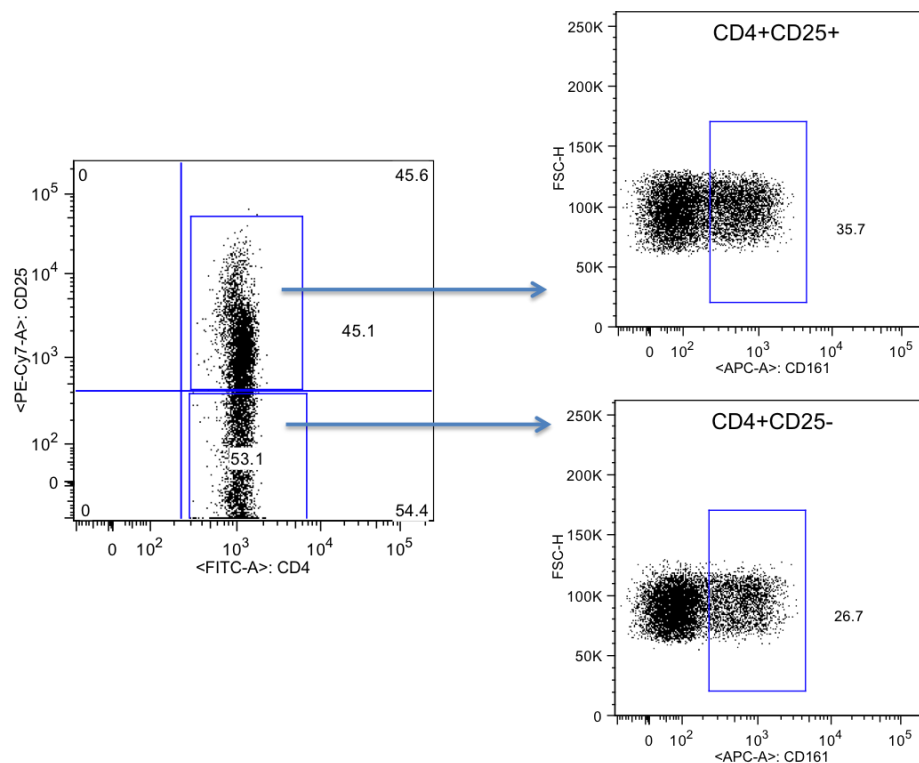 0
45.6
10^5
10^4
10^3
10^2
0
<PE-Cy7-A>: CD25
45.1
53.1
0
54.4
0 10^2 10^3 10^4 10^5
<FITC-A>: CD4
CD4+CD25+
250K
200K
150K
100K
50K
0
FSC-H
35.7
0 10^2 10^3 10^4 10^5
<APC-A>: CD161
CD4+CD25-
250K
200K
150K
100K
50K
0
FSC-H
26.7
0 10^2 10^3 10^4 10^5
<APC-A>: CD161